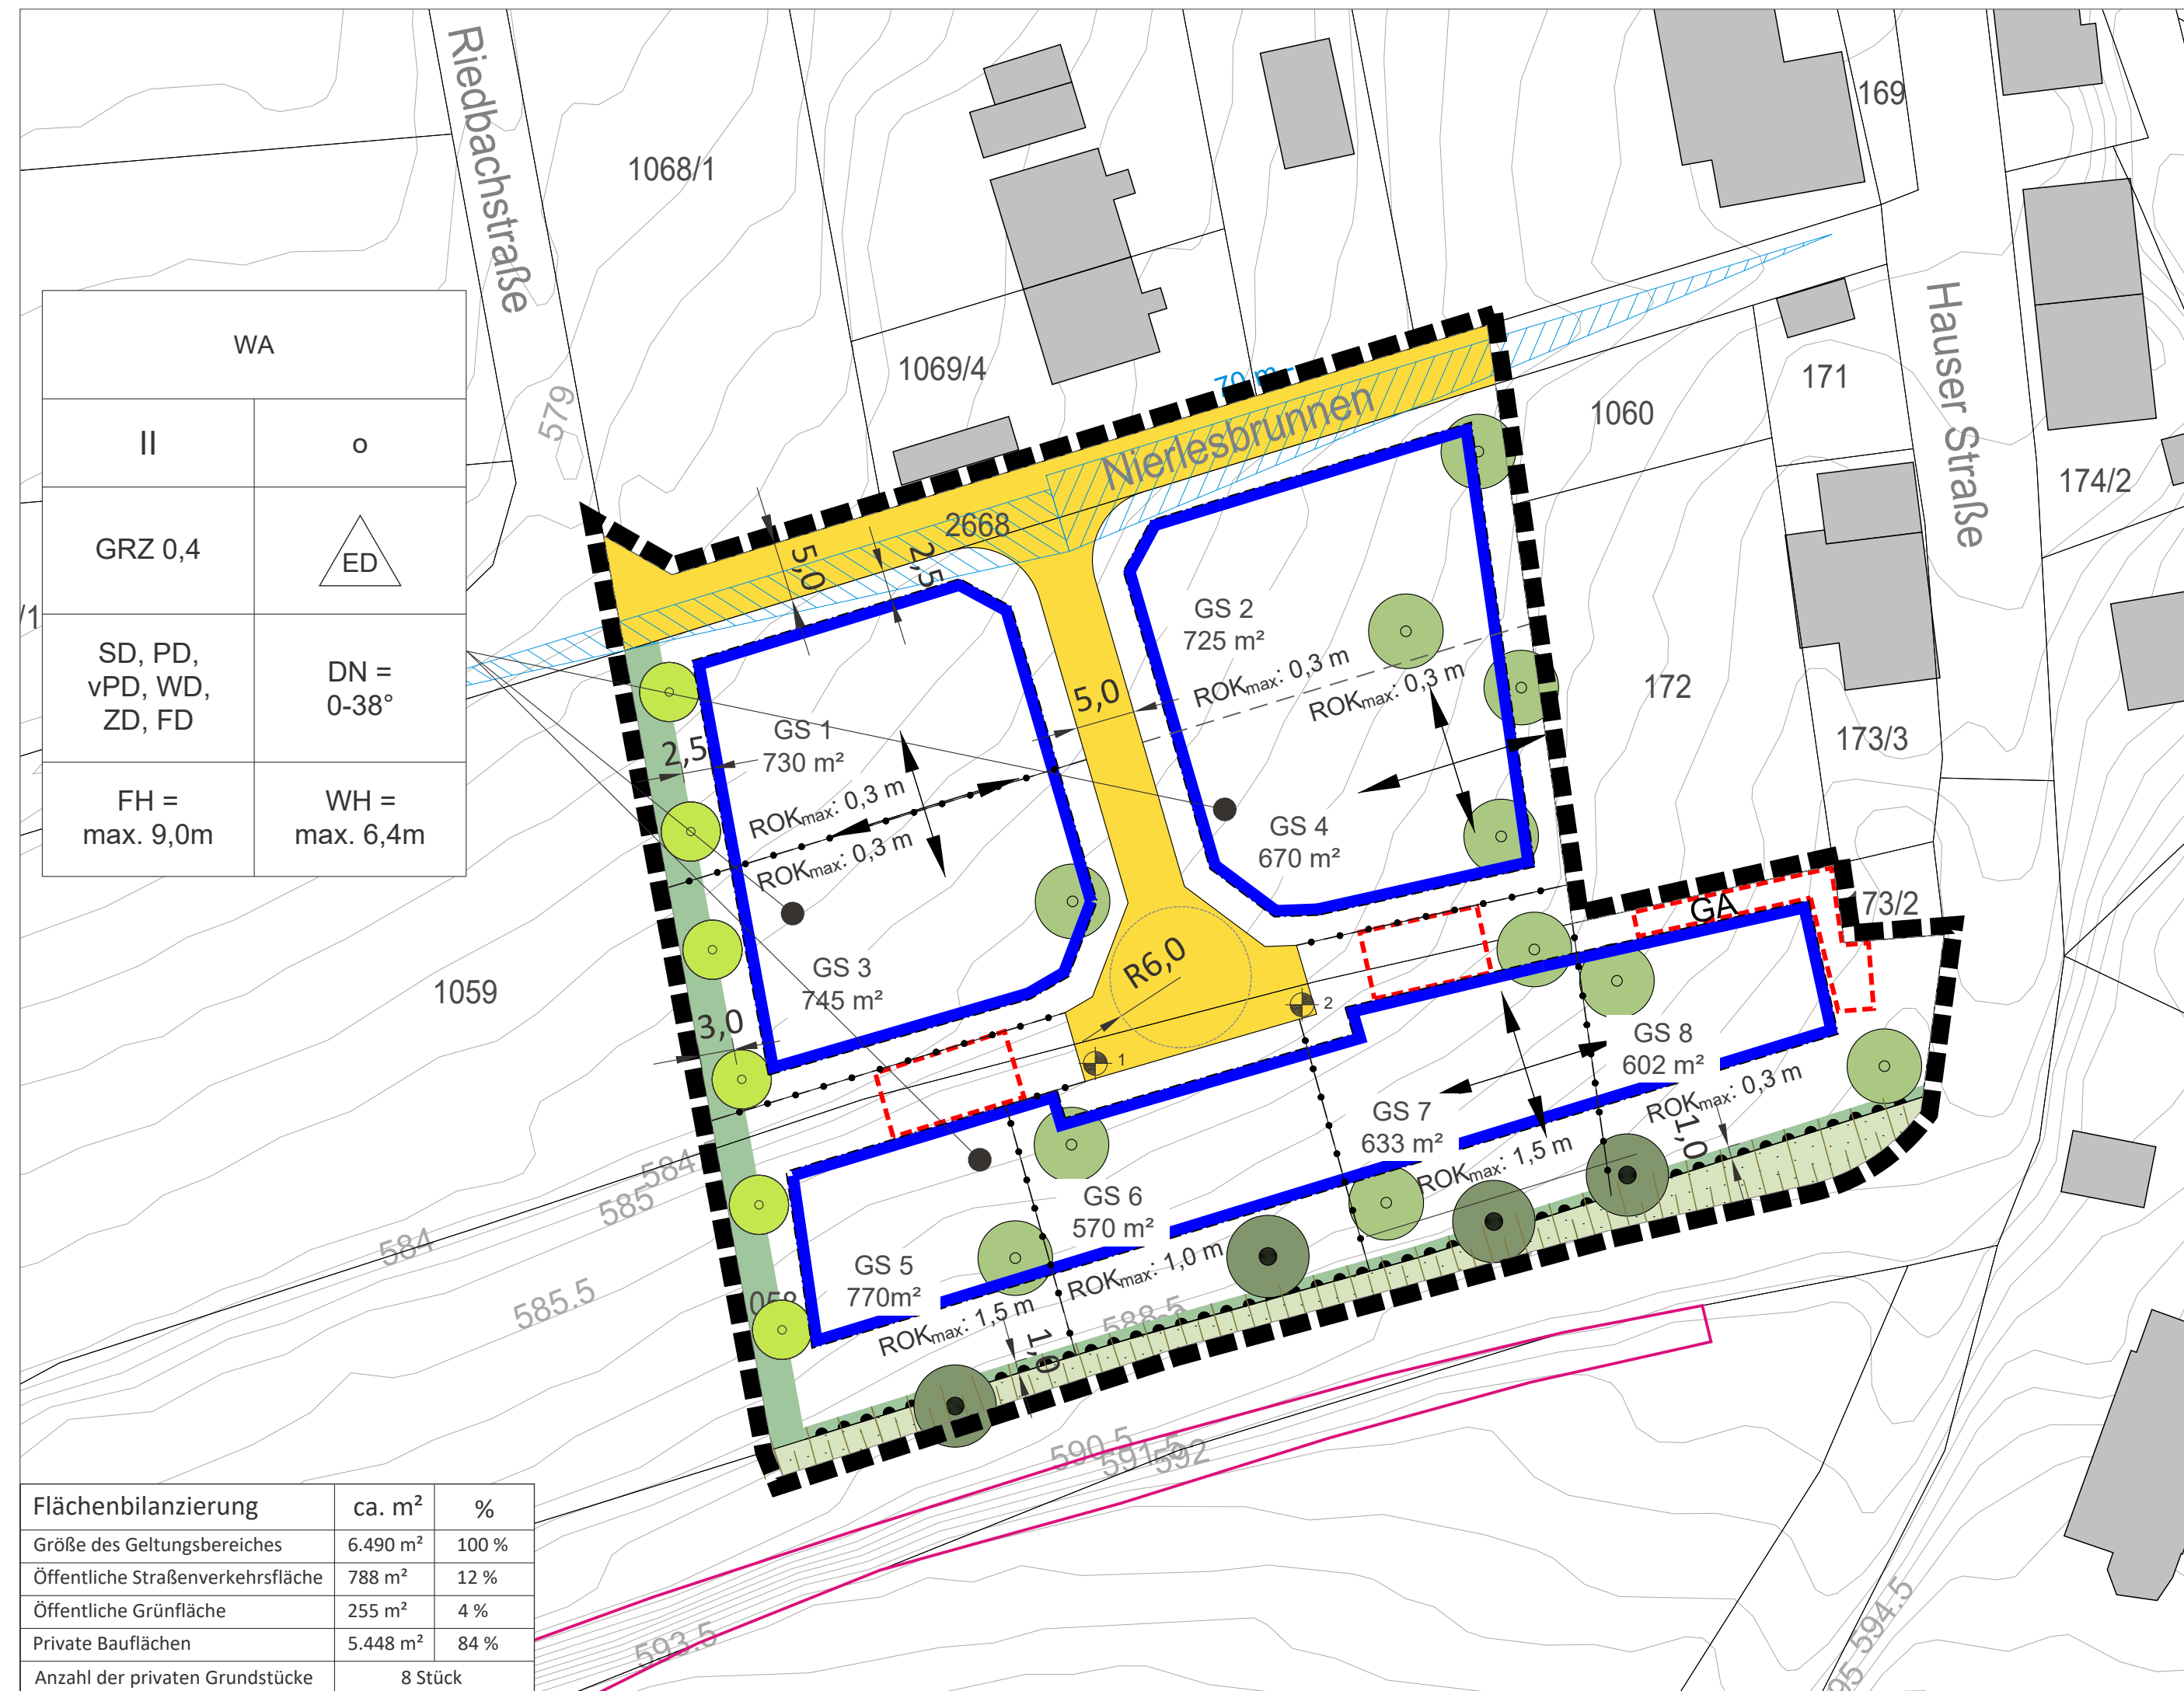 Riedbachstraße
1068/1
169
579
1069/4
70 m
Nierlesbrunnen
2668
1060
171
Hauser Straße
174/2
172
173/3
173/2
1059
/1
WA
II
o
GRZ 0,4
ED
SD, PD,
vPD, WD,
ZD, FD
DN =
0-38°
FH =
max. 9,0m
WH =
max. 6,4m
5,0
2,5
GS 1
730 m²
2,5
ROKmax: 0,3 m
ROKmax: 0,3 m
5,0
GS 2
725 m²
ROKmax: 0,3 m
ROKmax: 0,3 m
GS 4
670 m²
GS 3
745 m²
3,0
R6,0
1
2
GA
GS 8
602 m²
ROKmax: 0,3 m
1,0
GS 7
633 m²
ROKmax: 1,5 m
GS 6
570 m²
ROKmax: 1,0 m
GS 5
770m²
ROKmax: 1,5 m
1,0
584
585
584
585.5
588.5
590.5
591.5
592
593.5
594.5
Flächenbilanzierung ca. m² %
Größe des Geltungsbereiches 6.490 m² 100 %
Öffentliche Straßenverkehrsfläche 788 m² 12 %
Öffentliche Grünfläche 255 m² 4 %
Private Bauflächen 5.448 m² 84 %
Anzahl der privaten Grundstücke 8 Stück